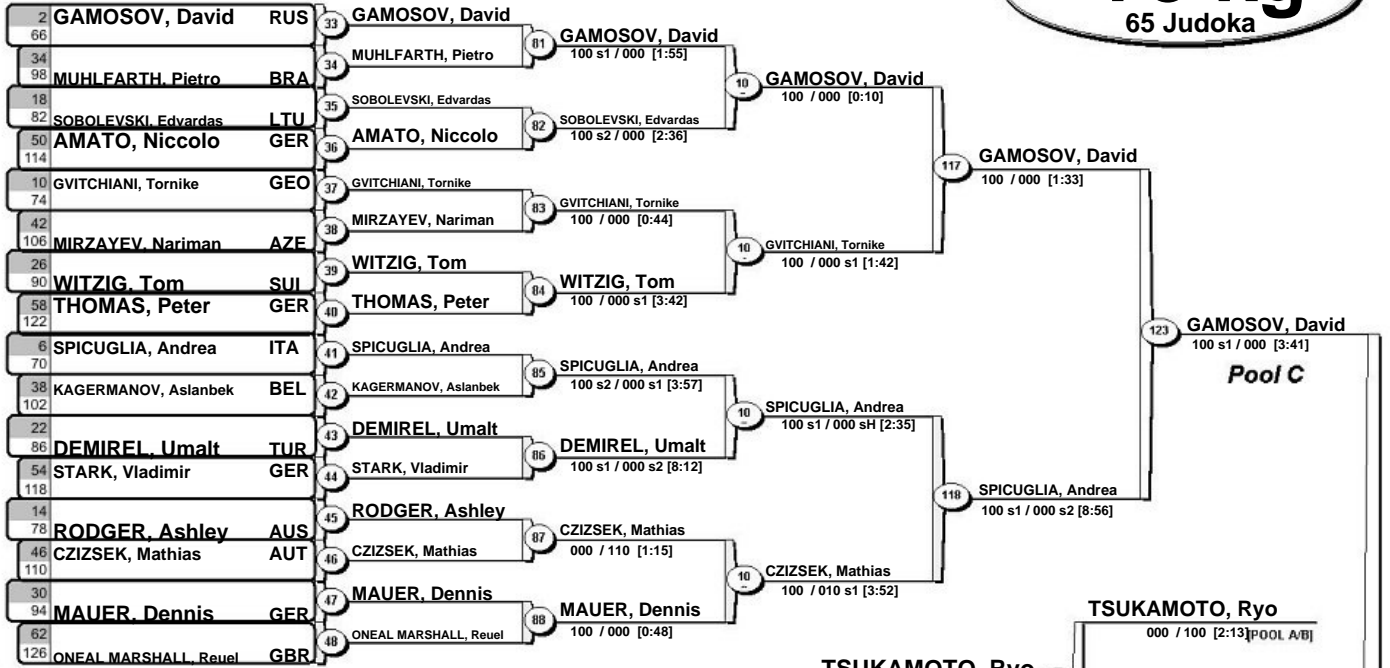 65 Judoka
2
66
GAMOSOV, David RUS
34
98
MUHLFARTH, Pietro BRA
18
82
SOBOLEVSKI, Edvardas LTU
50
114
AMATO, Niccolo GER
10
74
GVITCHIANI, Tornike GEO
42
106
MIRZAYEV, Nariman AZE
26
90
WITZIG, Tom SUI
58
122
THOMAS, Peter GER
6
70
SPICUGLIA, Andrea ITA
38
102
KAGERMANOV, Aslanbek BEL
22
86
DEMIREL, Umalt TUR
54
118
STARK, Vladimir GER
14
78
RODGER, Ashley AUS
46
110
CZIZSEK, Mathias AUT
30
94
MAUER, Dennis GER
62
126
ONEAL MARSHALL, Reuel GBR
33 GAMOSOV, David
34 MUHLFARTH, Pietro
35 SOBOLEVSKI, Edvardas
36 AMATO, Niccolo
37 GVITCHIANI, Tornike
38 MIRZAYEV, Nariman
39 WITZIG, Tom
40 THOMAS, Peter
41 SPICUGLIA, Andrea
42 KAGERMANOV, Aslanbek
43 DEMIREL, Umalt
44 STARK, Vladimir
45 RODGER, Ashley
46 CZIZSEK, Mathias
47 MAUER, Dennis
48 ONEAL MARSHALL, Reuel
81 GAMOSOV, David
100 s1 / 000 [1:55]
82 SOBOLEVSKI, Edvardas
100 s2 / 000 [2:36]
83 GVITCHIANI, Tornike
100 / 000 [0:44]
84 WITZIG, Tom
100 / 000 s1 [3:42]
85 SPICUGLIA, Andrea
100 s2 / 000 s1 [3:57]
86 DEMIREL, Umalt
100 s1 / 000 s2 [8:12]
87 CZIZSEK, Mathias
000 / 110 [1:15]
88 MAUER, Dennis
100 / 000 [0:48]
10 GAMOSOV, David
100 / 000 [0:10]
10 GVITCHIANI, Tornike
100 / 000 s1 [1:42]
10 SPICUGLIA, Andrea
100 s1 / 000 sH [2:35]
10 CZIZSEK, Mathias
100 / 010 s1 [3:52]
117 GAMOSOV, David
100 / 000 [1:33]
118 SPICUGLIA, Andrea
100 s1 / 000 s2 [8:56]
123 GAMOSOV, David
100 s1 / 000 [3:41]
Pool C
TSUKAMOTO, Ryo
000 / 100 [2:13] [POOL A/B]
TSUKAMOTO, Ryo